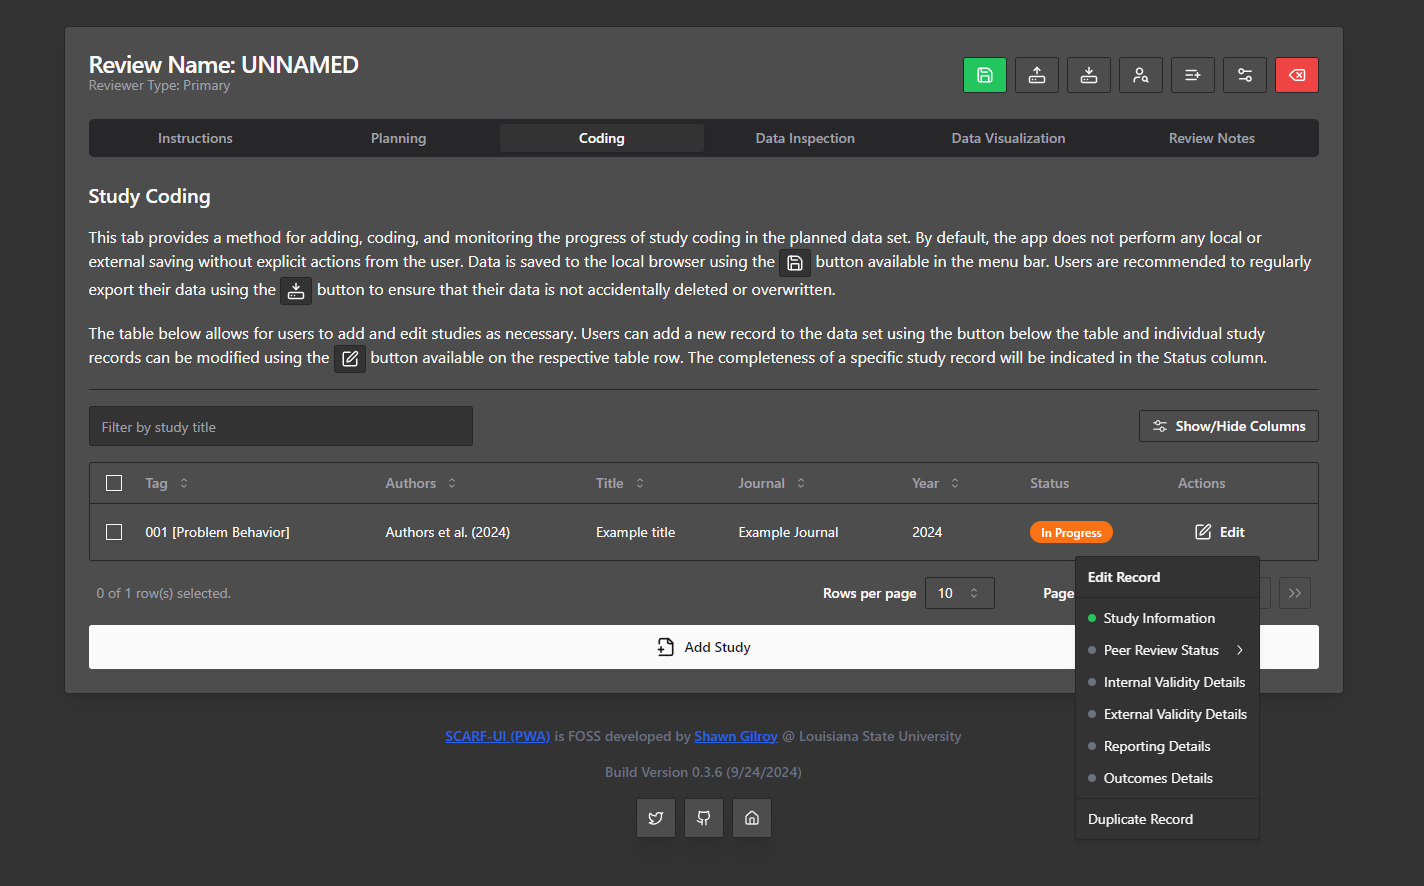 Review Name: UNNAMED
Reviewer Type: Primary
Instructions
Planning
Coding
Data Inspection
Data Visualization
Review Notes
Study Coding
This tab provides a method for adding, coding, and monitoring the progress of study coding in the planned data set. By default, the app does not perform any local or
external saving without explicit actions from the user. Data is saved to the local browser using the button available in the menu bar. Users are recommended to regularly
export their data using the button to ensure that their data is not accidentally deleted or overwritten.
The table below allows for users to add and edit studies as necessary. Users can add a new record to the data set using the button below the table and individual study
records can be modified using the button available on the respective table row. The completeness of a specific study record will be indicated in the Status column.
Filter by study title
Show/Hide Columns
Tag Authors Title Journal Year Status Actions
001 [Problem Behavior] Authors et al. (2024) Example title Example Journal 2024 In Progress Edit
0 of 1 row(s) selected.
Rows per page 10 Page
Add Study
Edit Record
Study Information
Peer Review Status
Internal Validity Details
External Validity Details
Reporting Details
Outcomes Details
Duplicate Record
SCARF-UI (PWA) is FOSS developed by Shawn Gilroy @ Louisiana State University
Build Version 0.3.6 (9/24/2024)